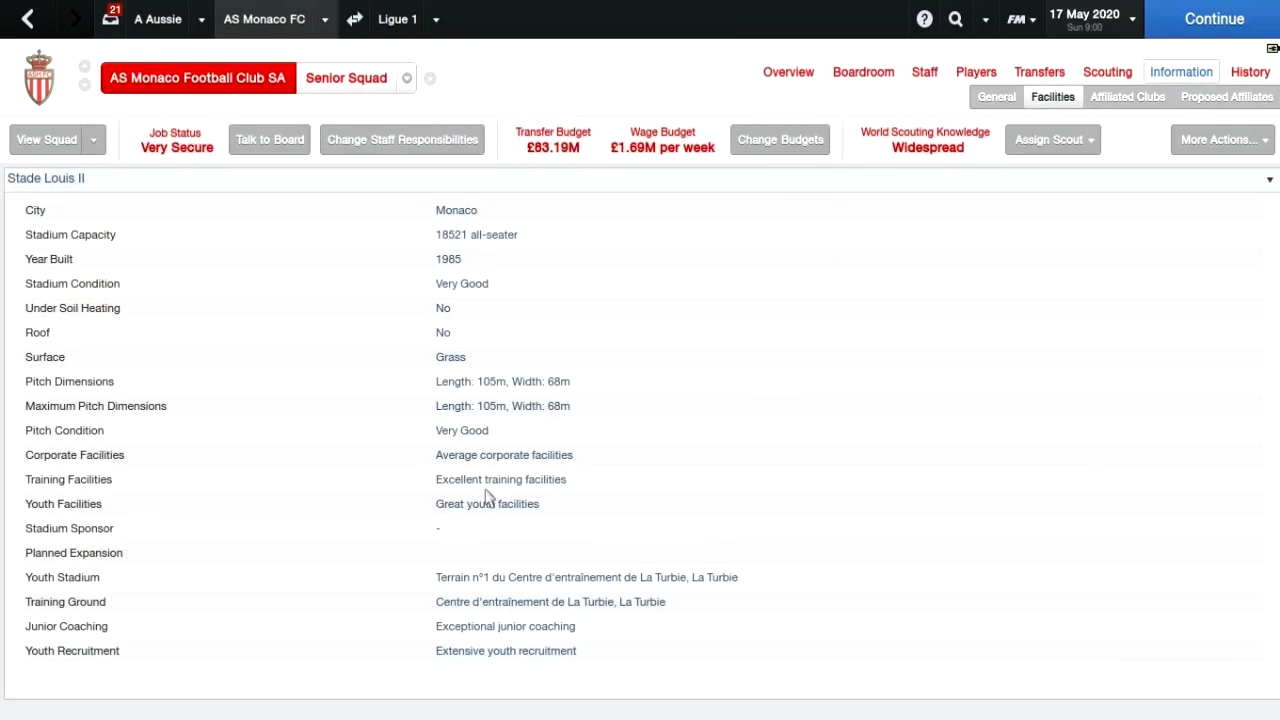 21 A Aussie AS Monaco FC Ligue 1 FM 17 May 2020 Continue
Sun 9:00
AS Monaco Football Club SA Senior Squad
Overview Boardroom Staff Players Transfers Scouting Information History
General Facilities Affiliated Clubs Proposed Affiliates
View Squad Job Status Talk to Board Change Staff Responsibilities Transfer Budget Wage Budget Change Budgets World Scouting Knowledge Assign Scout More Actions...
Very Secure £83.19M £1.69M per week Widespread
Stade Louis II
City Monaco
Stadium Capacity 18521 all-seater
Year Built 1985
Stadium Condition Very Good
Under Soil Heating No
Roof No
Surface Grass
Pitch Dimensions Length: 105m, Width: 68m
Maximum Pitch Dimensions Length: 105m, Width: 68m
Pitch Condition Very Good
Corporate Facilities Average corporate facilities
Training Facilities Excellent training facilities
Youth Facilities Great youth facilities
Stadium Sponsor -
Planned Expansion
Youth Stadium Terrain n°1 du Centre d'entraînement de La Turbie, La Turbie
Training Ground Centre d'entraînement de La Turbie, La Turbie
Junior Coaching Exceptional junior coaching
Youth Recruitment Extensive youth recruitment